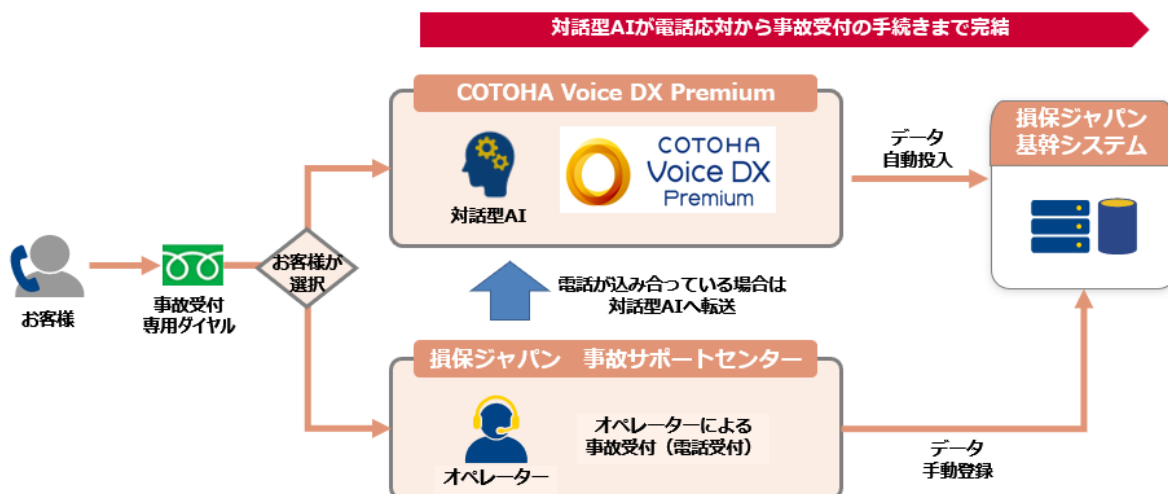 対話型AIが電話応対から事故受付の手続きまで完結
COTOHA Voice DX Premium
対話型AI
COTOHA
Voice DX
Premium
データ
自動投入
損保ジャパン
基幹システム
お客様
事故受付
専用ダイヤル
お客様が
選択
電話が込み合っている場合は
対話型AIへ転送
損保ジャパン　事故サポートセンター
オペレーター
オペレーターによる
事故受付（電話受付）
データ
手動登録